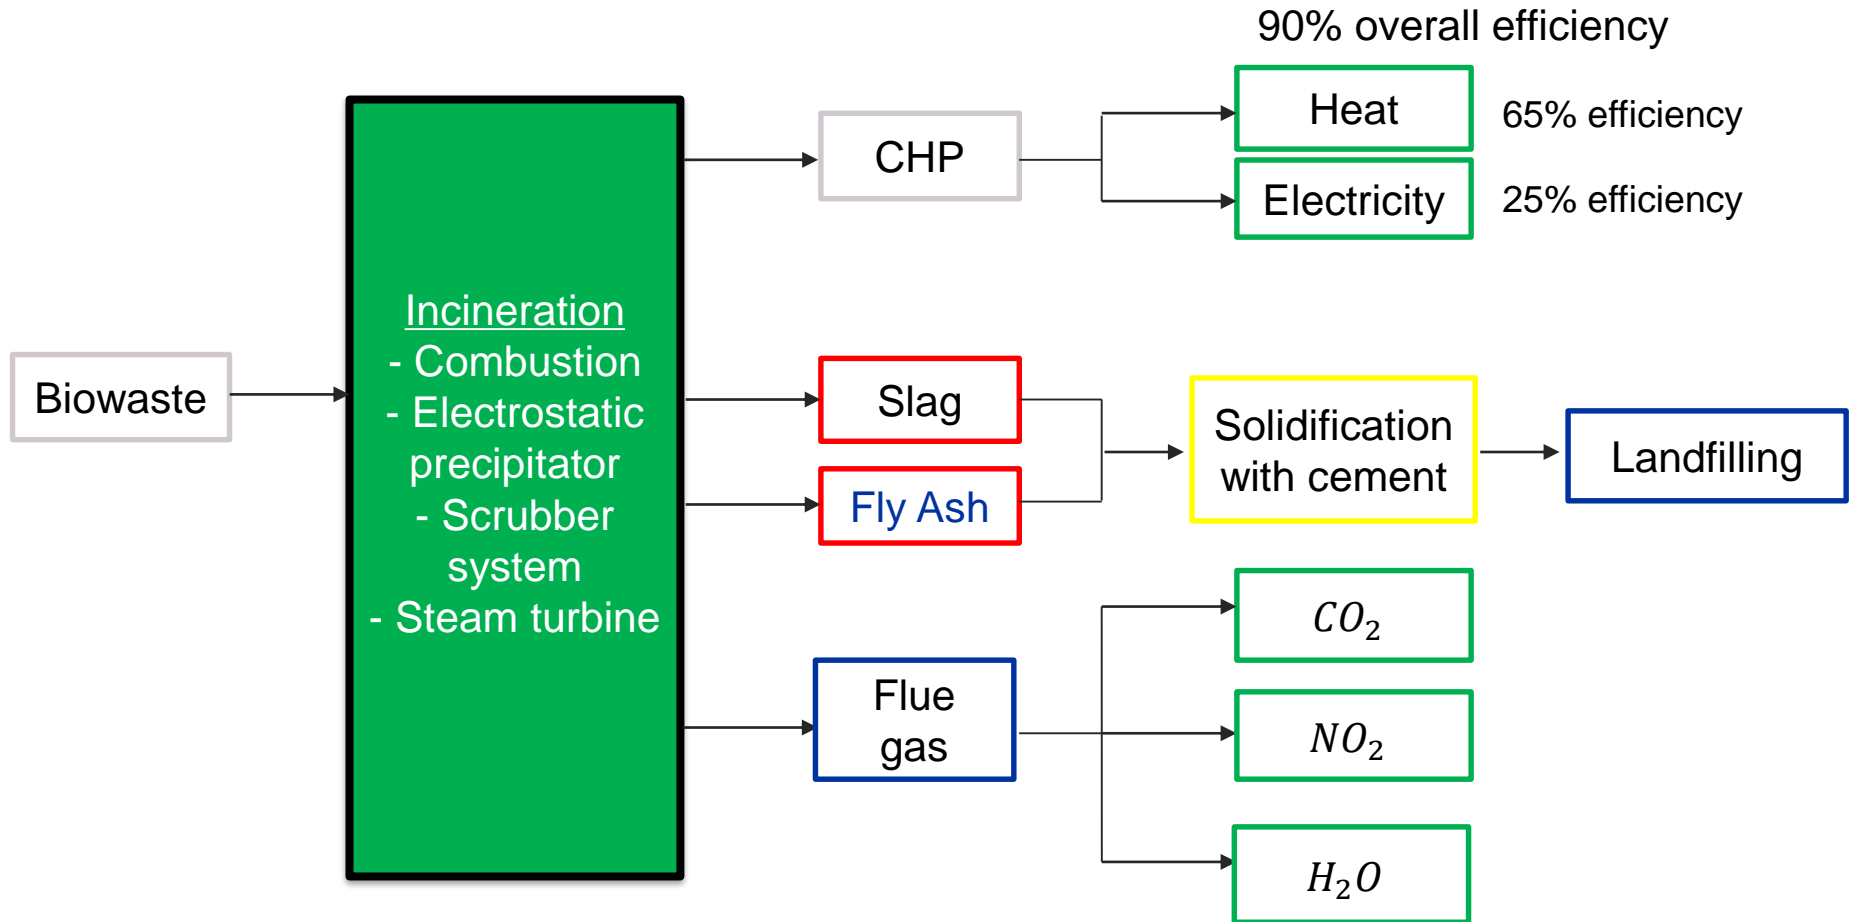 90% overall efficiency
Heat
65% efficiency
CHP
Electricity
25% efficiency
Incineration
- Combustion
- Electrostatic
precipitator
- Scrubber
system
- Steam turbine
Biowaste
Slag
Fly Ash
Solidification
with cement
Landfilling
Flue
gas
CO₂
NO₂
H₂O